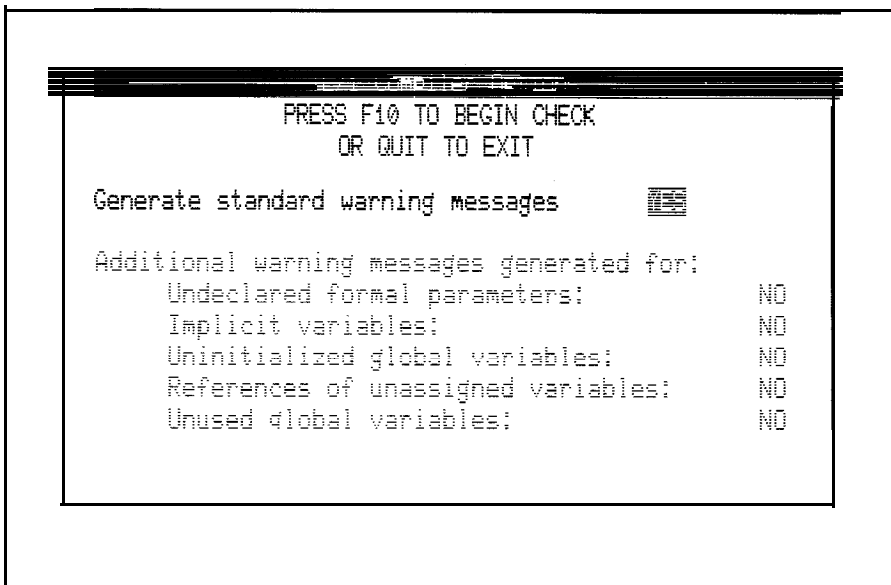 PRESS F10 TO BEGIN CHECK
OR QUIT TO EXIT
Generate standard warning messages YES
Additional warning messages generated for:
Undeclared formal parameters: NO
Implicit variables: NO
Uninitialized global variables: NO
References of unassigned variables: NO
Unused global variables: NO